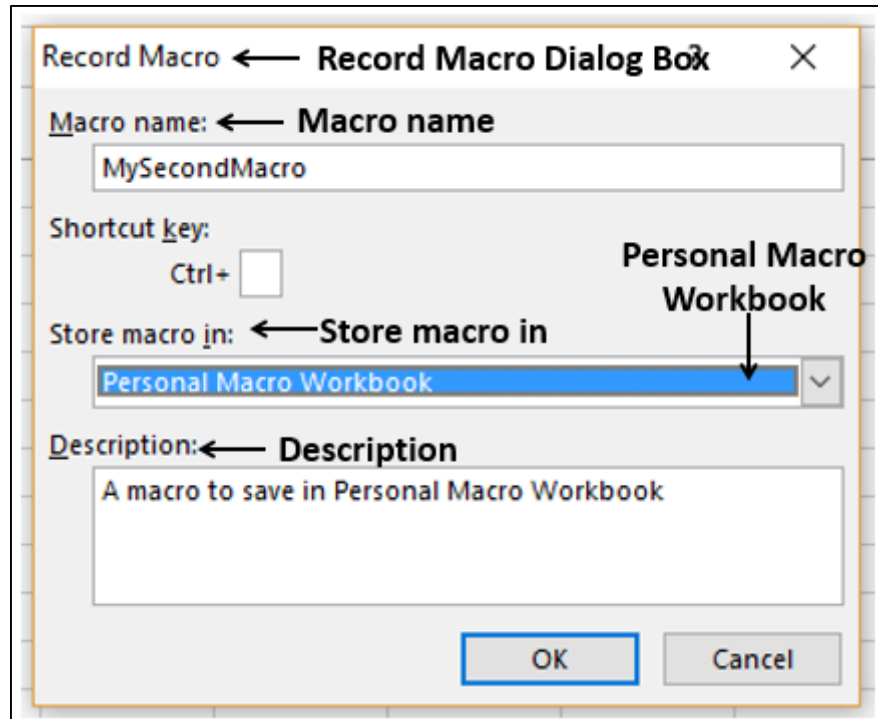 Record Macro Record Macro Dialog Box
Macro name: Macro name
MySecondMacro
Shortcut key:
Ctrl+
Personal Macro
Workbook
Store macro in: Store macro in
Personal Macro Workbook
Description: Description
A macro to save in Personal Macro Workbook
OK Cancel